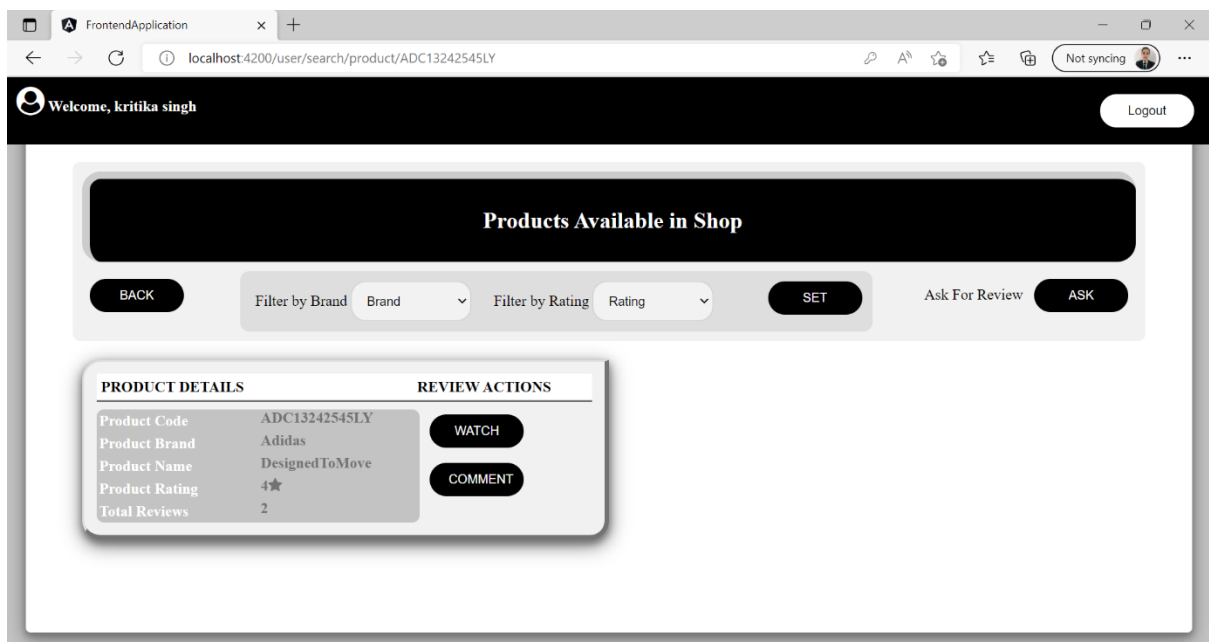 FrontendApplication
localhost:4200/user/search/product/ADC13242545LY
Not syncing
Welcome, kritika singh
Logout
Products Available in Shop
BACK
Filter by Brand Brand Filter by Rating Rating SET
Ask For Review ASK
PRODUCT DETAILS REVIEW ACTIONS
Product Code ADC13242545LY
Product Brand Adidas
Product Name DesignedToMove
Product Rating 4★
Total Reviews 2
WATCH
COMMENT